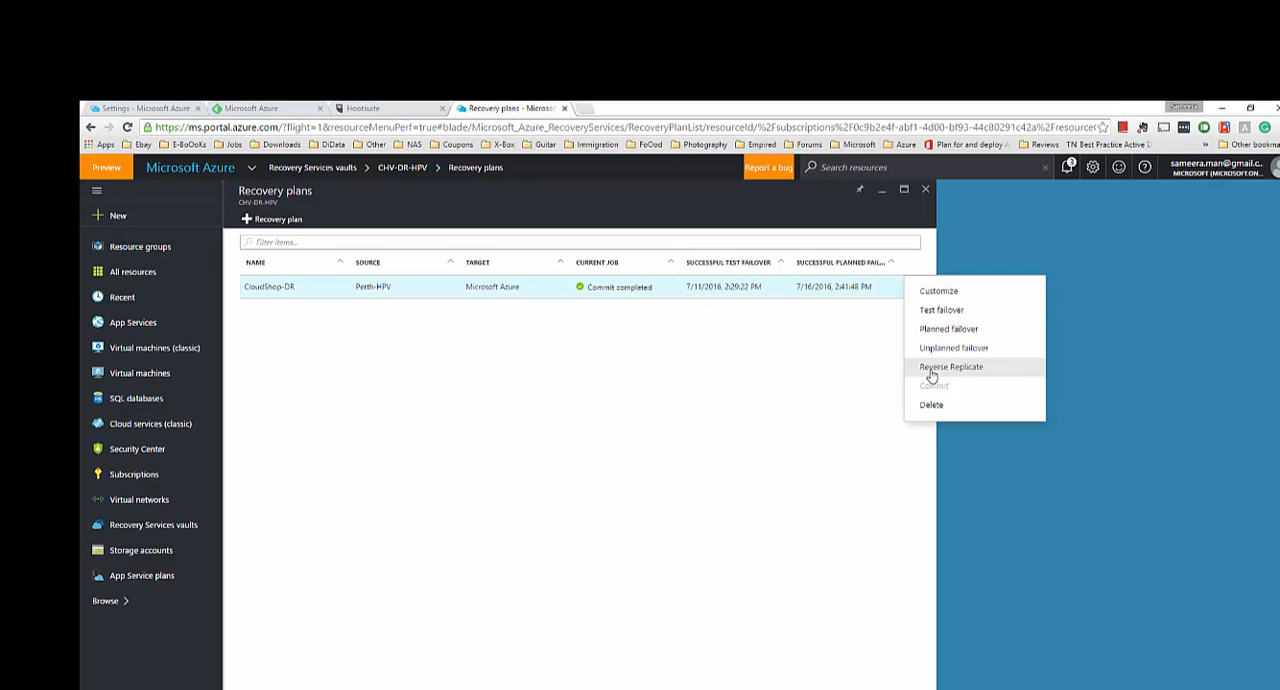 Settings - Microsoft Azure
Microsoft Azure
Hootsuite
Recovery plans - Microsoft
Sameera
https://ms.portal.azure.com/?flight=1&resourceMenuPerf=true#blade/Microsoft_Azure_RecoveryServices/RecoveryPlanList/resourceId/%2Fsubscriptions%2F0c9b2e4f-abf1-4d00-bf93-44c80291c42a%2Fresource
Apps Ebay E-BoOoKs Jobs Downloads DiData Other NAS Coupons X-Box Guitar Immigration FoOod Photography Empired Forums Microsoft Azure Plan for and deploy Reviews TN Best Practice Active D » Other bookma
Preview Microsoft Azure Recovery Services vaults > CHV-DR-HPV > Recovery plans Report a bug Search resources 3 sameera.man@gmail.c...
MICROSOFT (MICROSOFT.ON...
Recovery plans
CHV-DR-HPV
Recovery plan
Filter items...
NAME SOURCE TARGET CURRENT JOB SUCCESSFUL TEST FAILOVER SUCCESSFUL PLANNED FAIL...
CloudShop-DR Perth-HPV Microsoft Azure Commit completed 7/11/2016, 2:29:22 PM 7/16/2016, 2:41:48 PM
Customize
Test failover
Planned failover
Unplanned failover
Reverse Replicate
Commit
Delete
New
Resource groups
All resources
Recent
App Services
Virtual machines (classic)
Virtual machines
SQL databases
Cloud services (classic)
Security Center
Subscriptions
Virtual networks
Recovery Services vaults
Storage accounts
App Service plans
Browse >